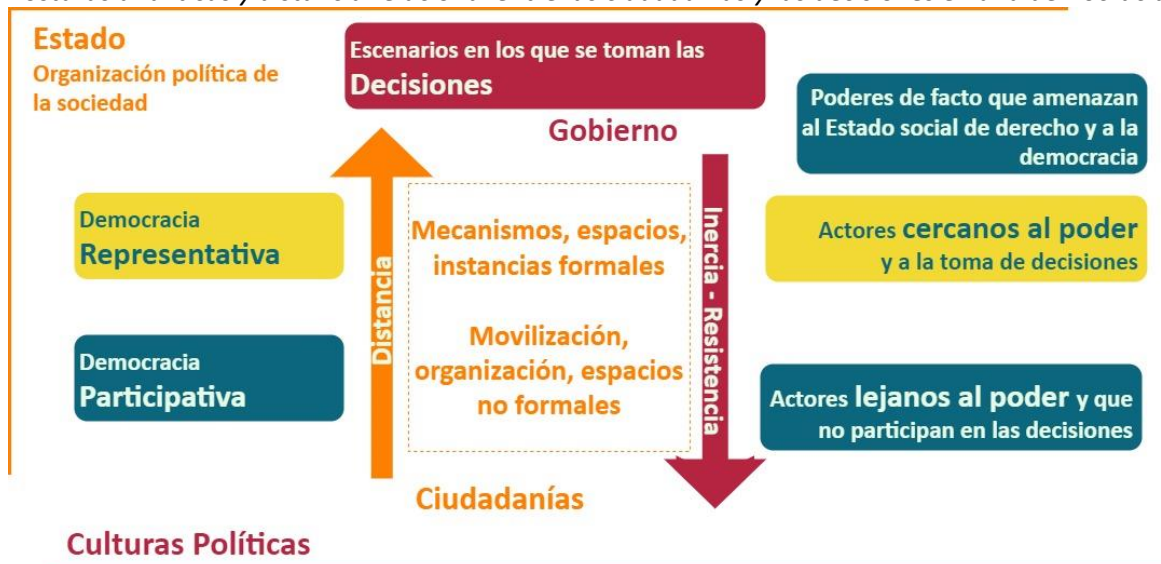 Estado
Organización política de
la sociedad
Escenarios en los que se toman las
Decisiones
Gobierno
Poderes de facto que amenazan
al Estado social de derecho y a la
democracia
Democracia
Representativa
Distancia
Mecanismos, espacios,
instancias formales
Inercia - Resistencia
Actores cercanos al poder
y a la toma de decisiones
Democracia
Participativa
Movilización,
organización, espacios
no formales
Actores lejanos al poder y que
no participan en las decisiones
Ciudadanías
Culturas Políticas